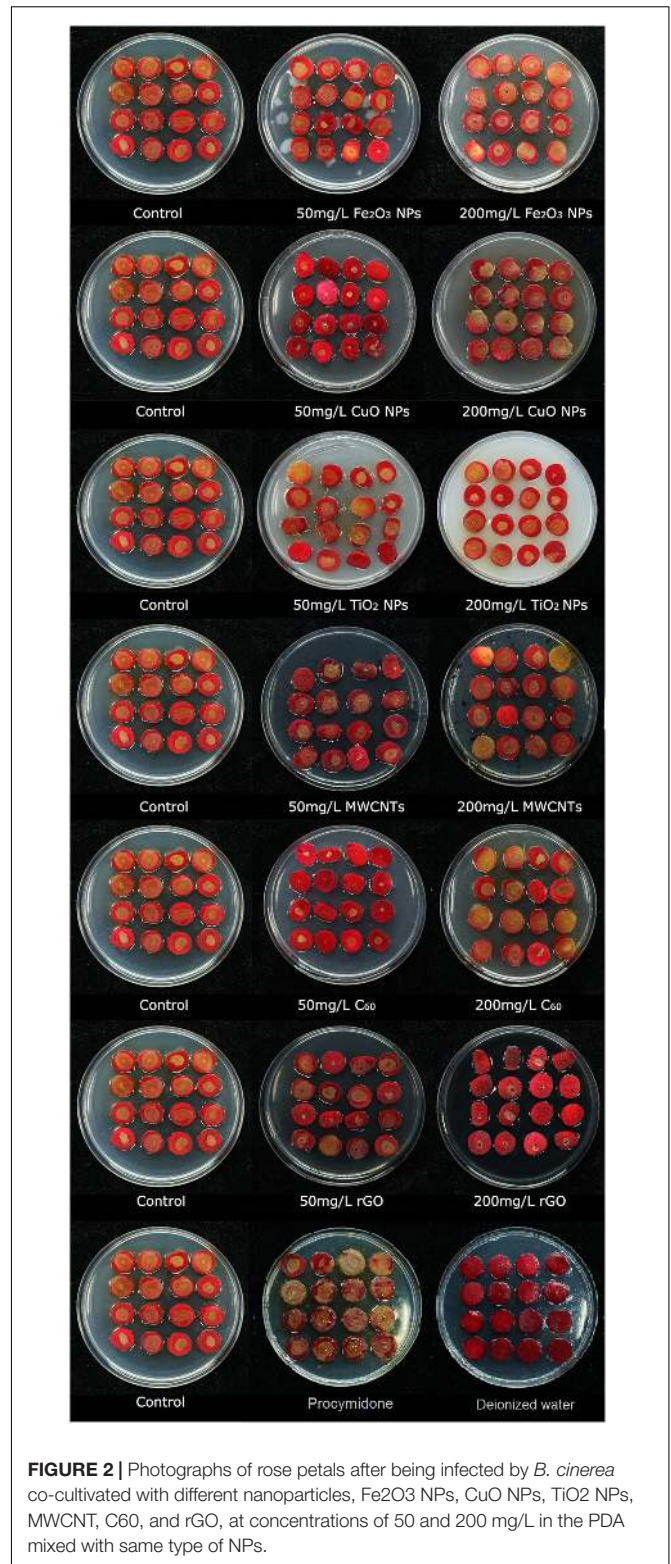 Control 50mg/L Fe₂O₃ NPs 200mg/L Fe₂O₃ NPs
Control 50mg/L CuO NPs 200mg/L CuO NPs
Control 50mg/L TiO₂ NPs 200mg/L TiO₂ NPs
Control 50mg/L MWCNTs 200mg/L MWCNTs
Control 50mg/L C₆₀ 200mg/L C₆₀
Control 50mg/L rGO 200mg/L rGO
Control Procymidone Deionized water
FIGURE 2 | Photographs of rose petals after being infected by B. cinerea
co-cultivated with different nanoparticles, Fe2O3 NPs, CuO NPs, TiO2 NPs,
MWCNT, C60, and rGO, at concentrations of 50 and 200 mg/L in the PDA
mixed with same type of NPs.